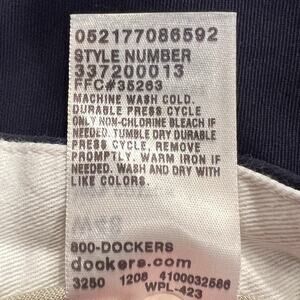 052177086592
STYLE NUMBER
337200013
FFC#35263
MACHINE WASH COLD.
DURABLE PRESS CYCLE
ONLY NON-CHLORINE BLEACH IF
NEEDED. TUMBLE DRY DURABLE
PRESS CYCLE, REMOVE
PROMPTLY. WARM IRON IF
NEEDED. WASH AND DRY WITH
LIKE COLORS.
800-DOCKERS
dockers.com
3250 1208 4100032586
WPL-423